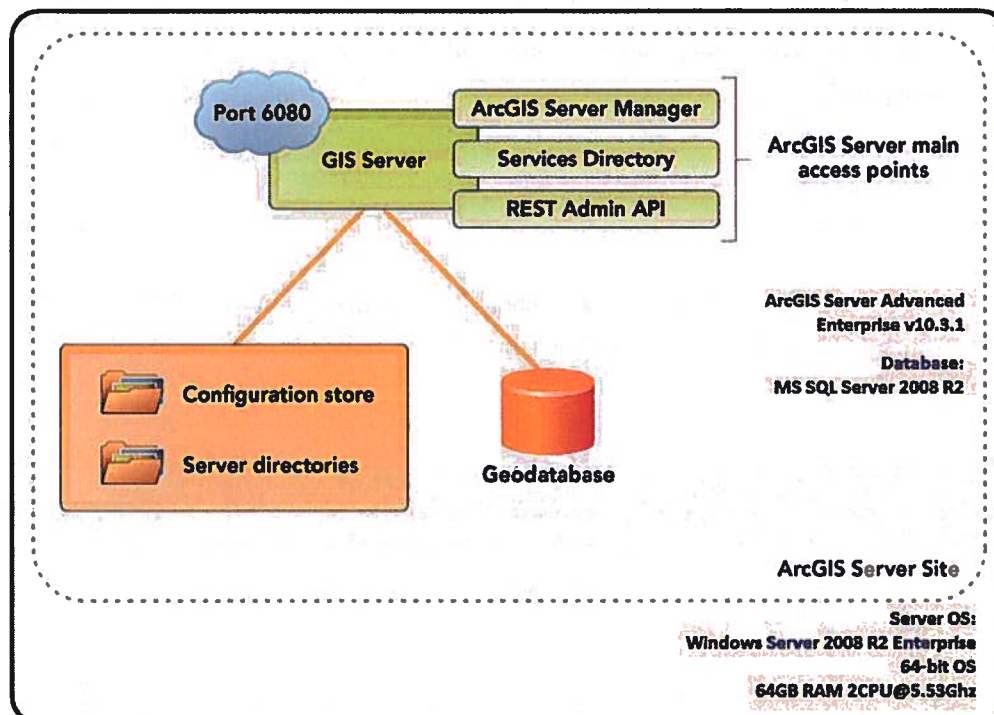 Port 6080
GIS Server
ArcGIS Server Manager
Services Directory
REST Admin API
ArcGIS Server main
access points
ArcGIS Server Advanced
Enterprise v10.3.1
Database:
MS SQL Server 2008 R2
Configuration store
Server directories
Geodatabase
ArcGIS Server Site
Server OS:
Windows Server 2008 R2 Enterprise
64-bit OS
64GB RAM 2CPU@5.53Ghz